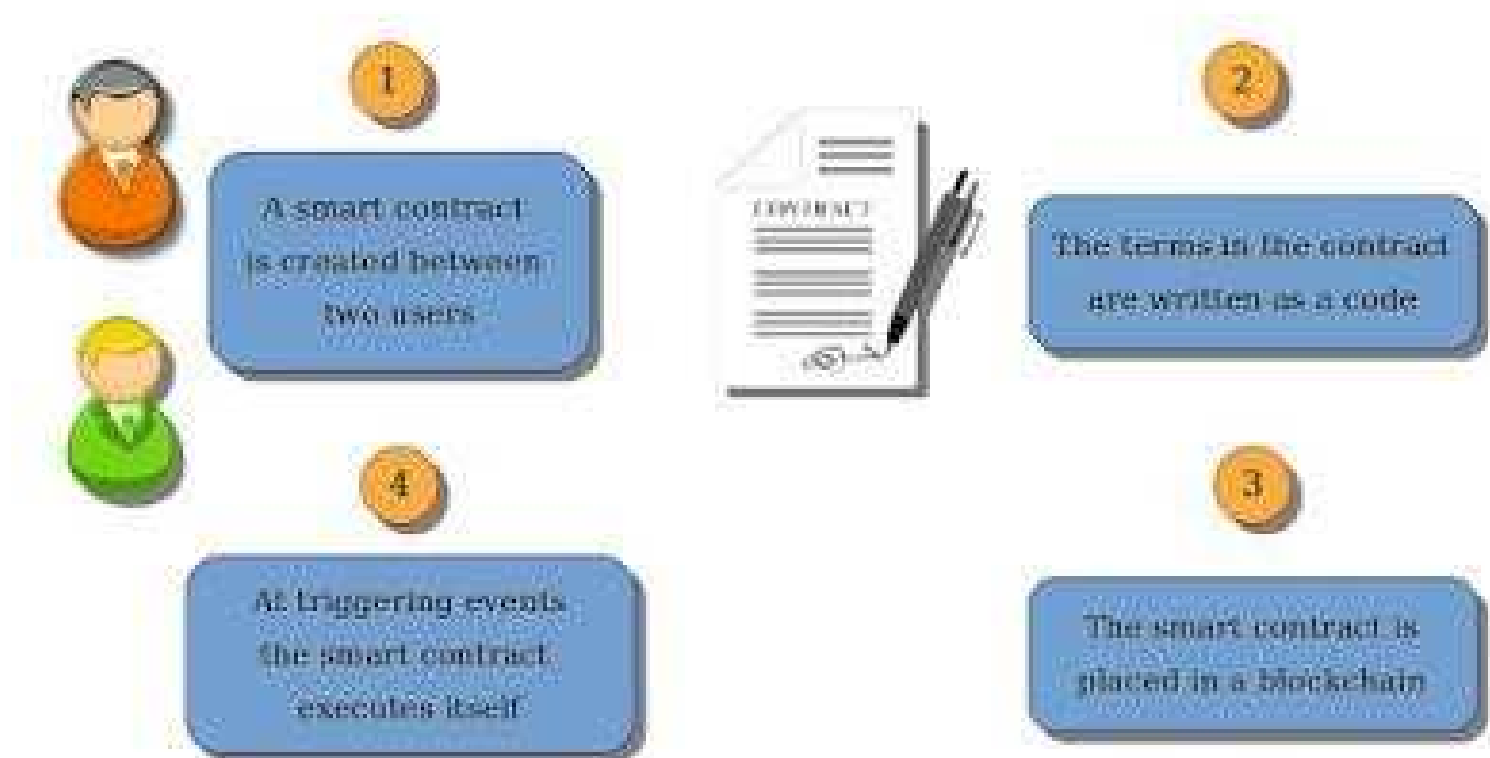 1
A smart contract
is created between
two users
CONTRACT
2
The terms in the contract
are written as a code
3
The smart contract is
placed in a blockchain
4
At triggering events
the smart contract
executes itself